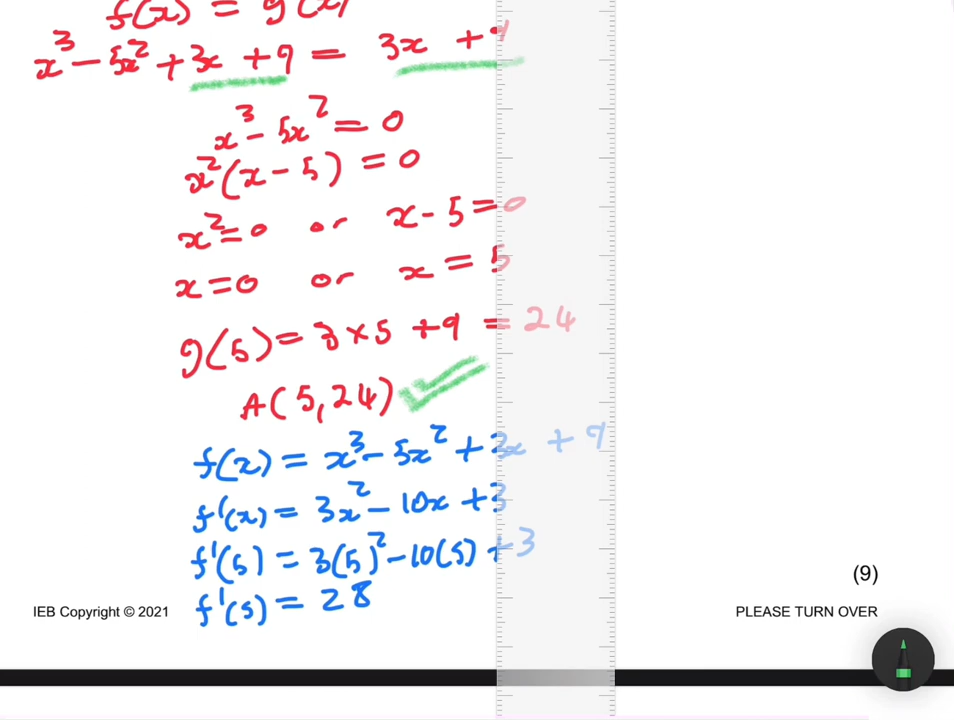 f(x) = g(x)
x³ - 5x² + 3x + 9 = 3x + 9
x³ - 5x² = 0
x²(x - 5) = 0
x² = 0 or x - 5 = 0
x = 0 or x = 5
g(5) = 3 × 5 + 9 = 24
A(5, 24)
f(x) = x³ - 5x² + 3x + 9
f'(x) = 3x² - 10x + 3
f'(5) = 3(5)² - 10(5) + 3
(9)
f'(5) = 28
IEB Copyright © 2021
PLEASE TURN OVER